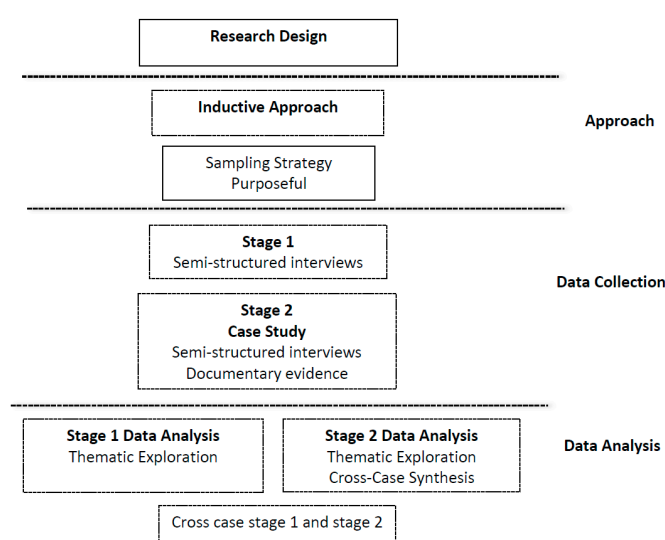 Research Design
Inductive Approach
Approach
Sampling Strategy
Purposeful
Stage 1
Semi-structured interviews
Data Collection
Stage 2
Case Study
Semi-structured interviews
Documentary evidence
Stage 1 Data Analysis
Thematic Exploration
Stage 2 Data Analysis
Thematic Exploration
Cross-Case Synthesis
Data Analysis
Cross case stage 1 and stage 2